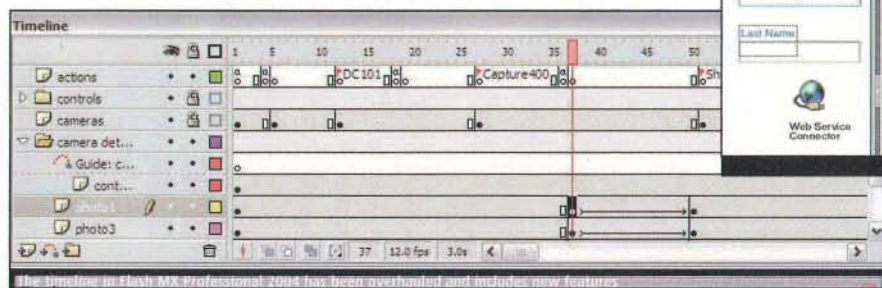 Timeline
1 5 10 15 20 25 30 35 40 45 50
actions
a
a
DC101
a
Capture400
a
Sh
controls
cameras
camera det...
Guide: c...
cont...
photo1
photo3
37 12.0 fps 3.0s
Last Name
Web Service
Connector
The timeline in Flash MX Professional 2004 has been overhauled and includes new features